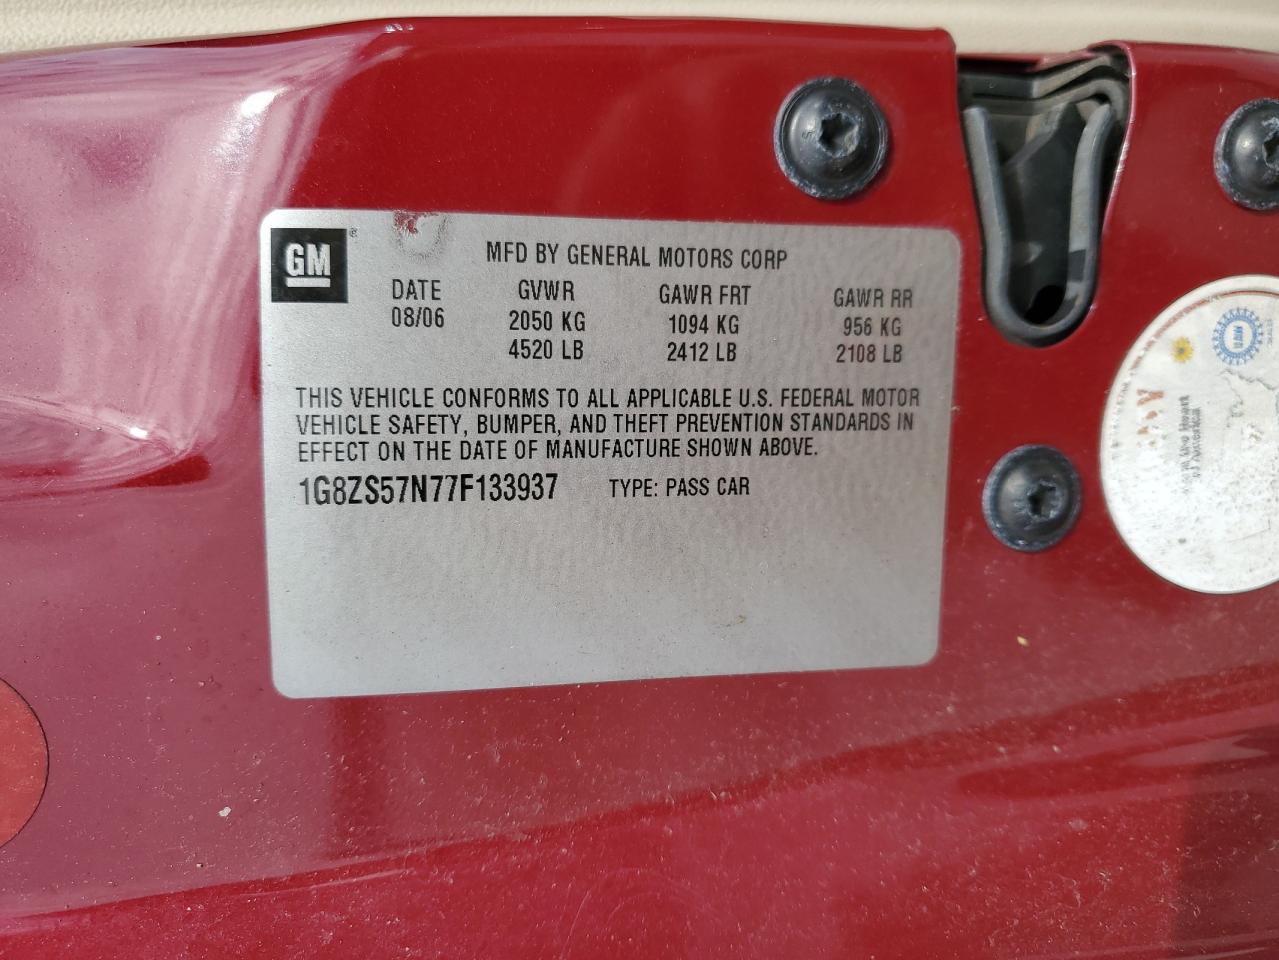 GM
MFD BY GENERAL MOTORS CORP
DATE GVWR GAWR FRT GAWR RR
08/06 2050 KG 1094 KG 956 KG
4520 LB 2412 LB 2108 LB
THIS VEHICLE CONFORMS TO ALL APPLICABLE U.S. FEDERAL MOTOR
VEHICLE SAFETY, BUMPER, AND THEFT PREVENTION STANDARDS IN
EFFECT ON THE DATE OF MANUFACTURE SHOWN ABOVE.
1G8ZS57N77F133937 TYPE: PASS CAR